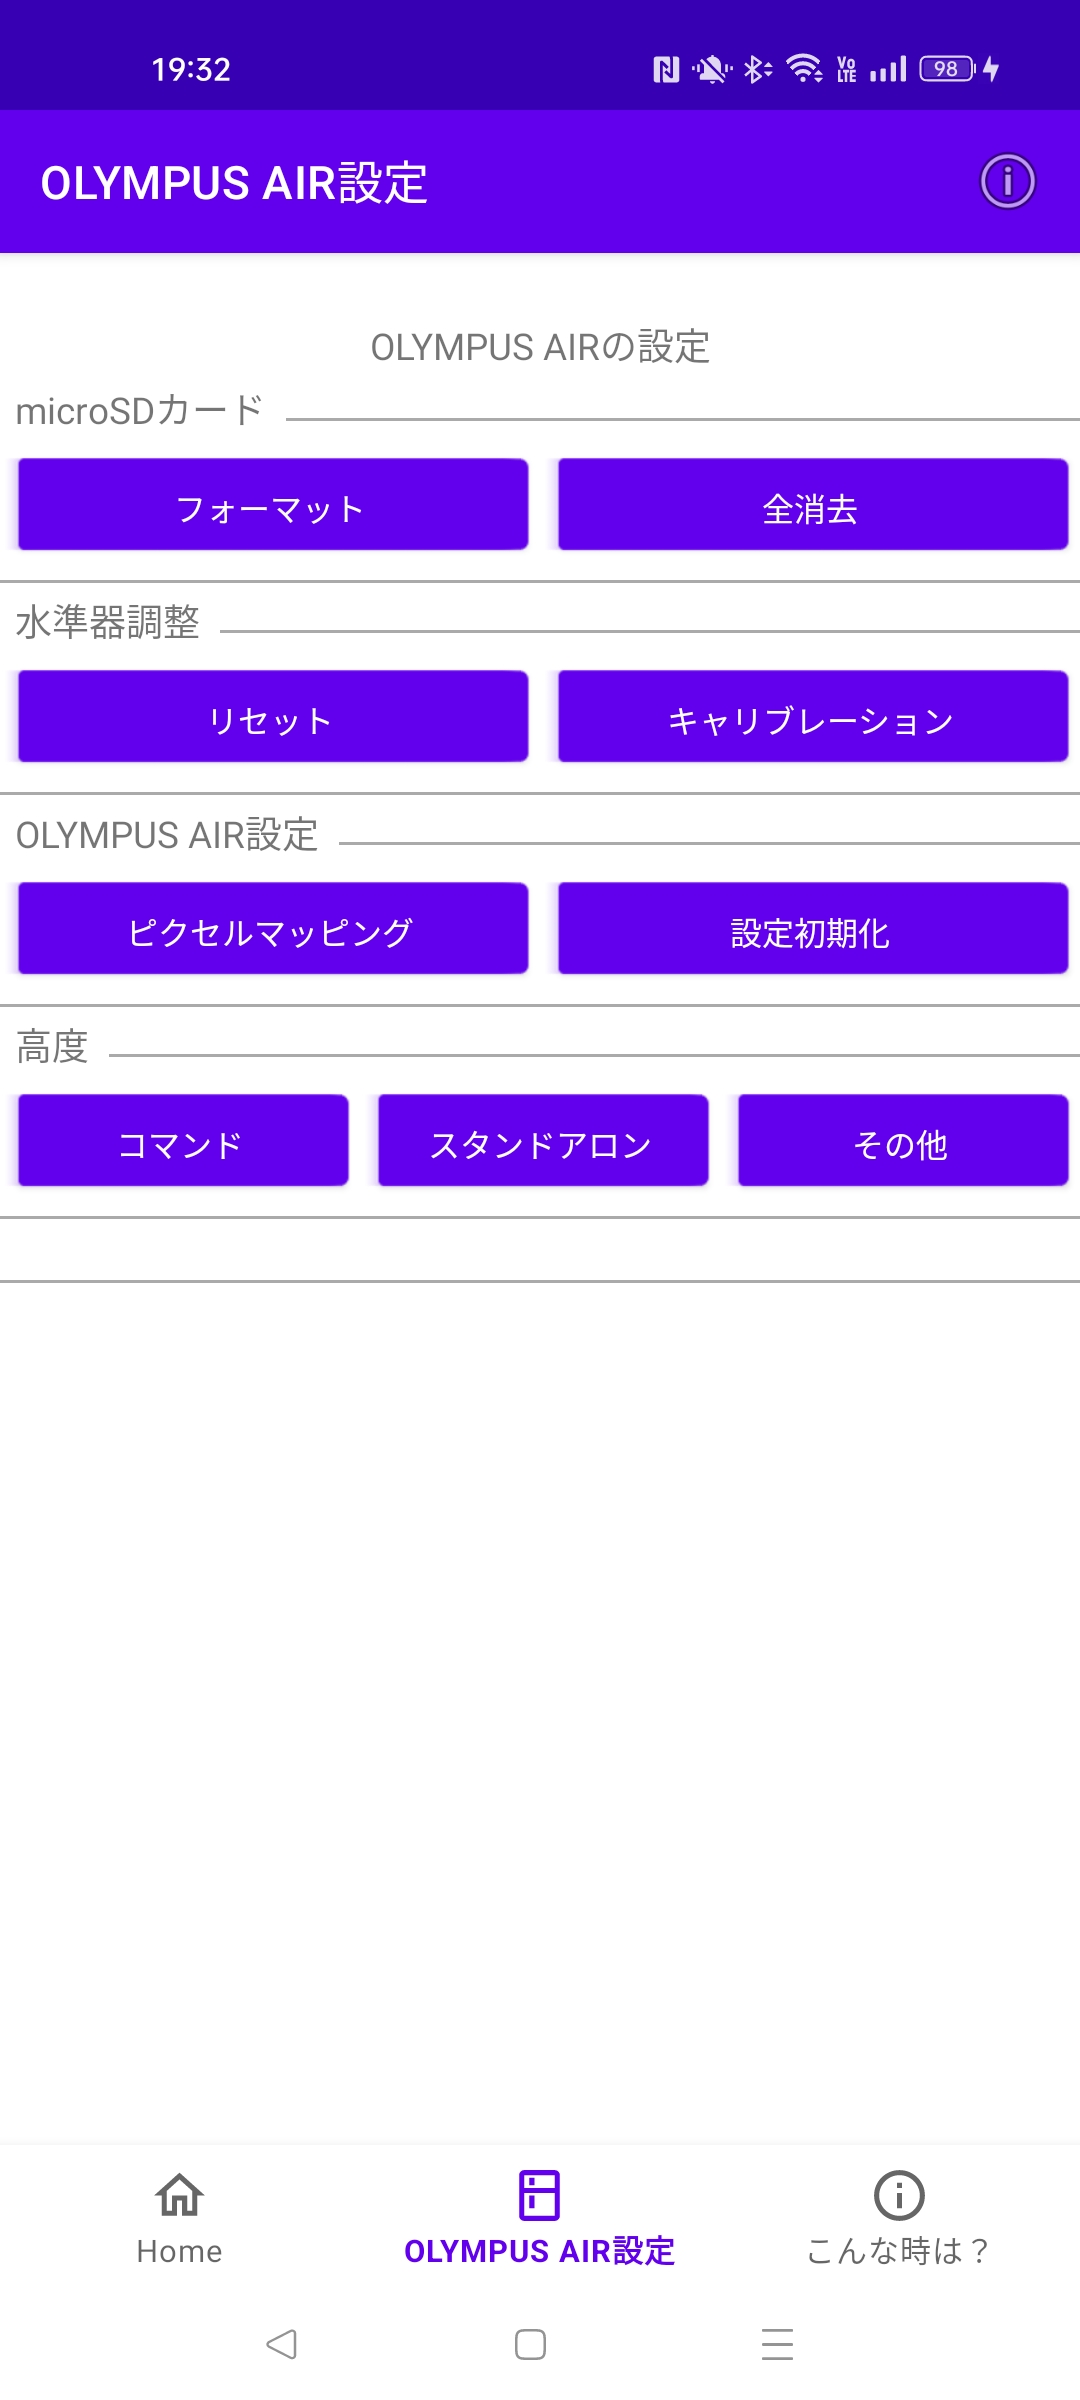 19:32
Vo LTE
98
OLYMPUS AIR設定
OLYMPUS AIRの設定
microSDカード
フォーマット
全消去
水準器調整
リセット
キャリブレーション
OLYMPUS AIR設定
ピクセルマッピング
設定初期化
高度
コマンド
スタンドアロン
その他
Home
OLYMPUS AIR設定
こんな時は？